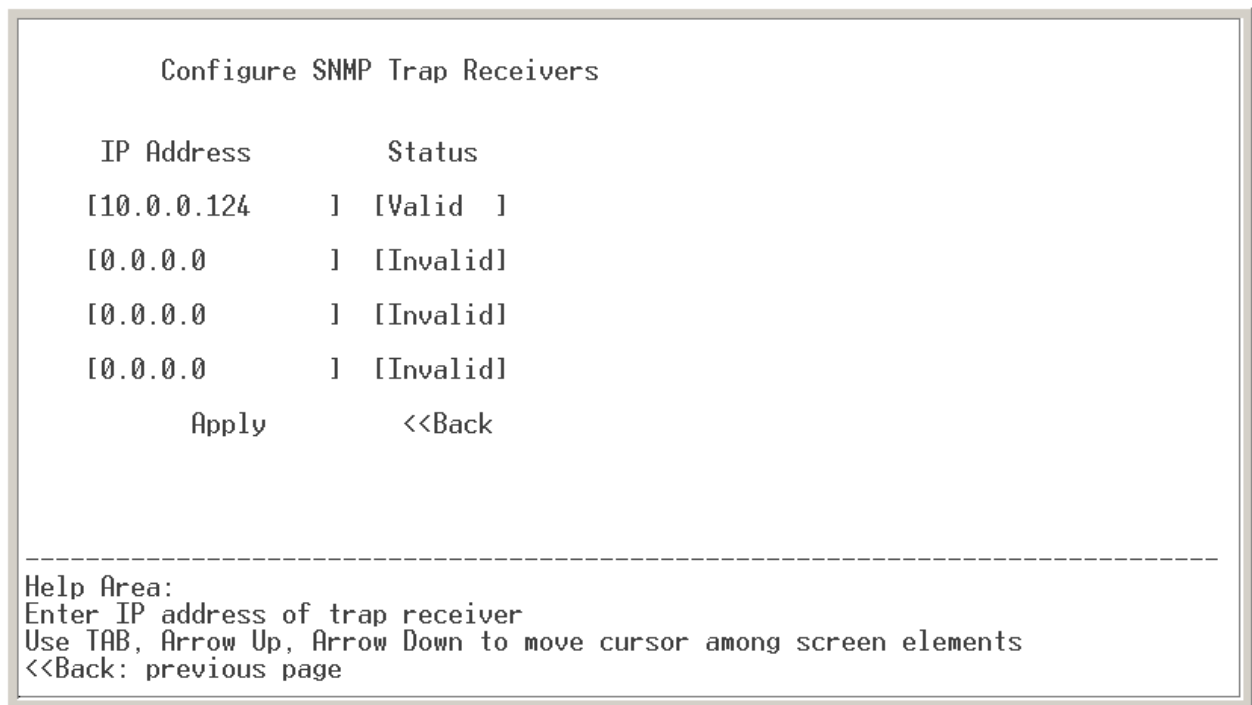 Configure SNMP Trap Receivers
IP Address Status
[10.0.0.124 ] [Valid ]
[0.0.0.0 ] [Invalid]
[0.0.0.0 ] [Invalid]
[0.0.0.0 ] [Invalid]
Apply <<Back
--------------------------------------------------------------------------------
Help Area:
Enter IP address of trap receiver
Use TAB, Arrow Up, Arrow Down to move cursor among screen elements
<<Back: previous page